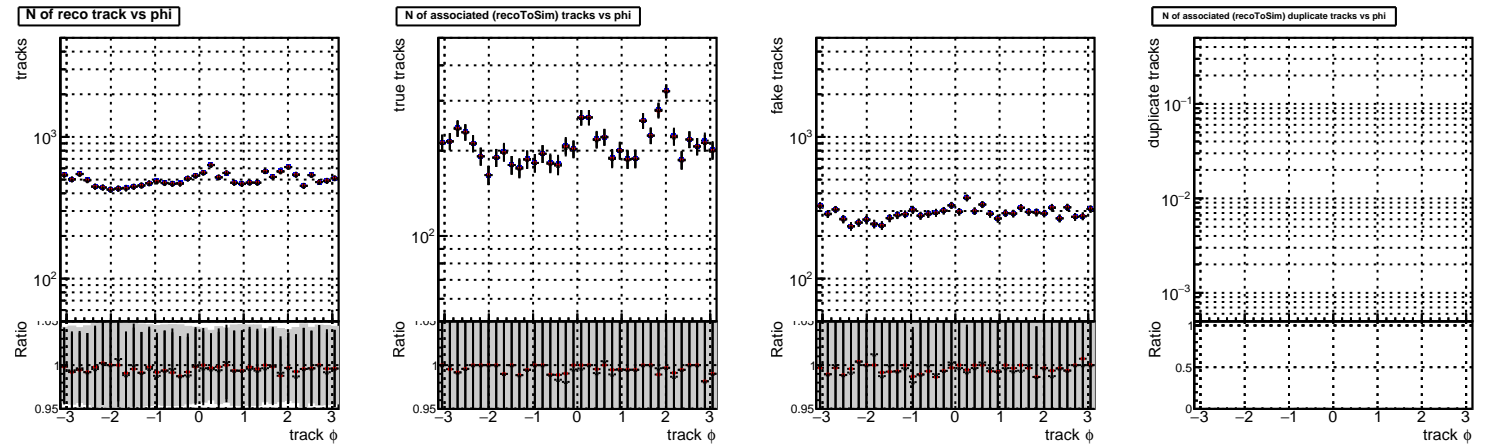 N of reco track vs phi
tracks
10³
10²
Ratio
1
0.95
−3 −2 −1 0 1 2 3
track ϕ
N of associated (recoToSim) tracks vs phi
true tracks
10²
Ratio
1
0.95
−3 −2 −1 0 1 2 3
track ϕ
fake tracks
10³
10²
Ratio
1
0.95
−3 −2 −1 0 1 2 3
track ϕ
N of associated (recoToSim) duplicate tracks vs phi
duplicate tracks
10⁻¹
10⁻²
10⁻³
Ratio
1
0.5
0
−3 −2 −1 0 1 2 3
track ϕ